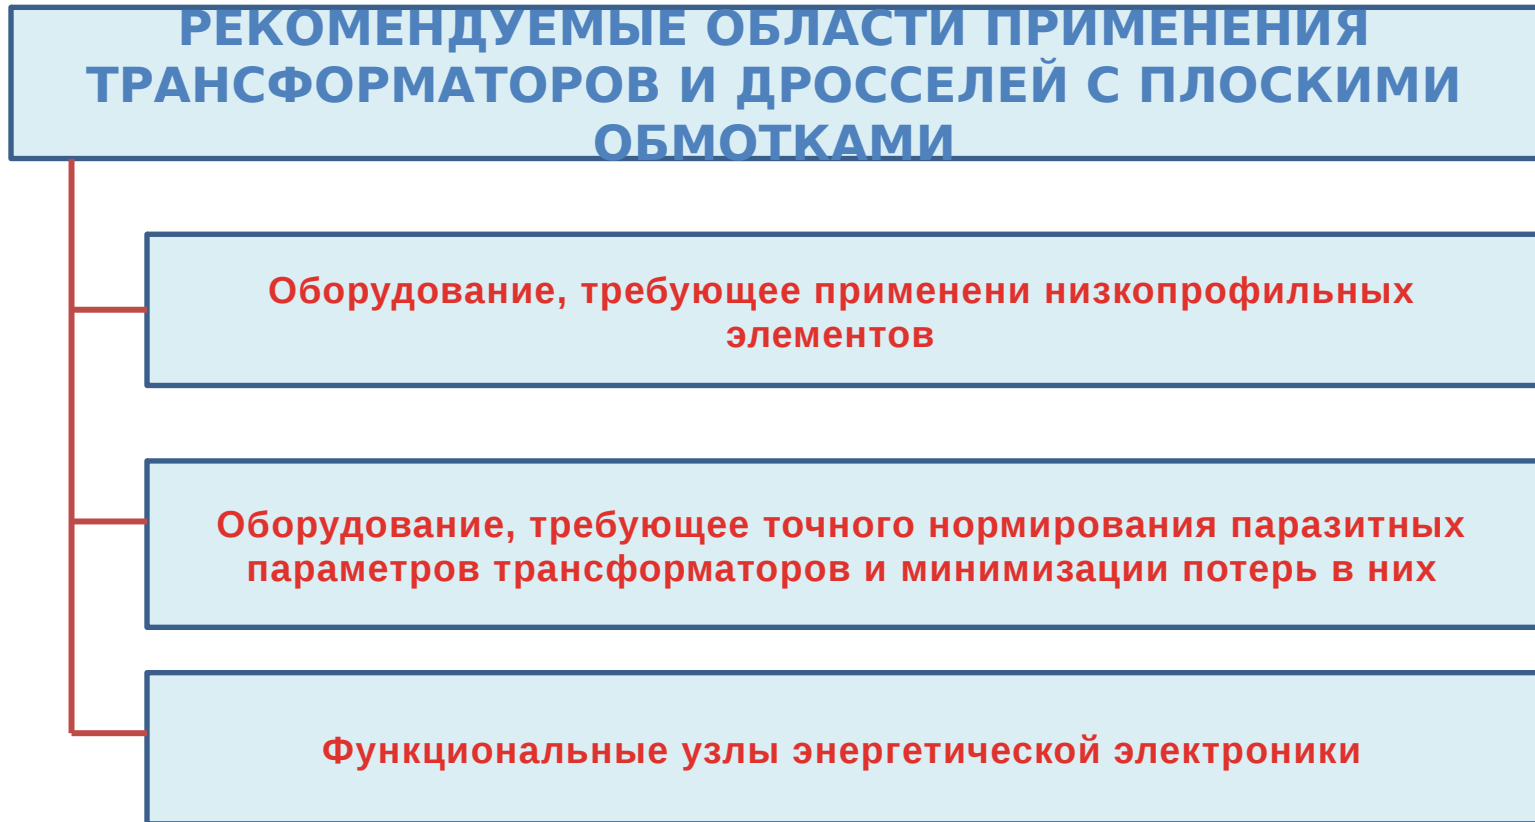 РЕКОМЕНДУЕМЫЕ ОБЛАСТИ ПРИМЕНЕНИЯ
ТРАНСФОРМАТОРОВ И ДРОССЕЛЕЙ С ПЛОСКИМИ
ОБМОТКАМИ
Оборудование, требующее применени низкопрофильных
элементов
Оборудование, требующее точного нормирования паразитных
параметров трансформаторов и минимизации потерь в них
Функциональные узлы энергетической электроники